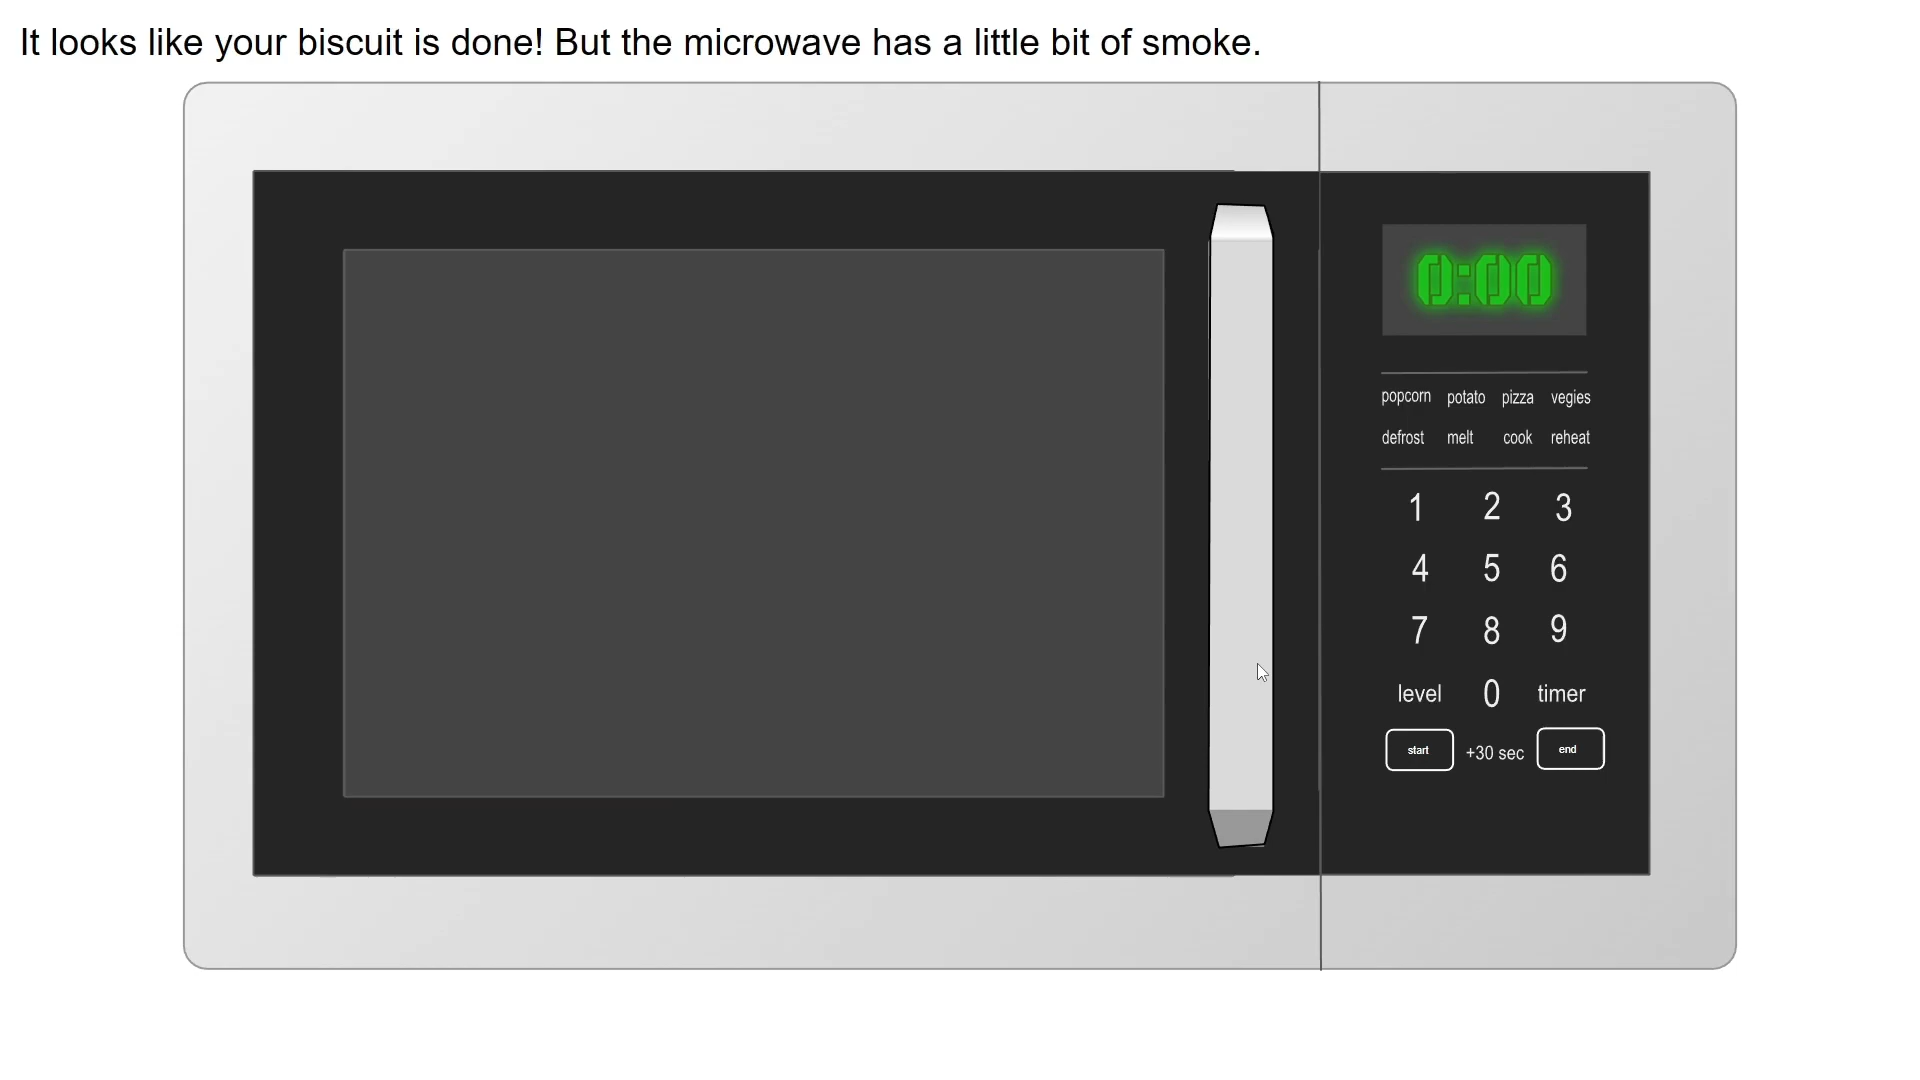 It looks like your biscuit is done! But the microwave has a little bit of smoke.
0:00
popcorn potato pizza vegies
defrost melt cook reheat
1 2 3
4 5 6
7 8 9
level 0 timer
start +30 sec end